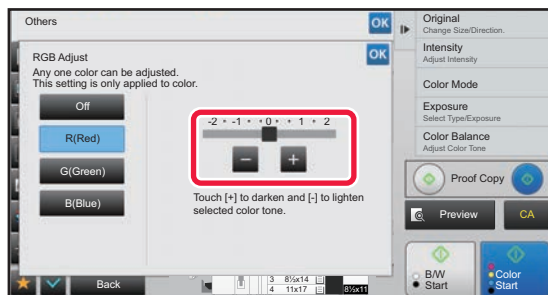 Others
OK
RGB Adjust
OK
Any one color can be adjusted.
This setting is only applied to color.
Off
R(Red)
G(Green)
B(Blue)
-2 • -1 • • 0 • • 1 • 2
− +
Touch [+] to darken and [-] to lighten
selected color tone.
Back
3 8½x14
4 11x17
8½x11
Original
Change Size/Direction.
Intensity
Adjust Intensity
Color Mode
Exposure
Select Type/Exposure
Color Balance
Adjust Color Tone
Proof Copy
Preview
CA
B/W
Start
Color
Start